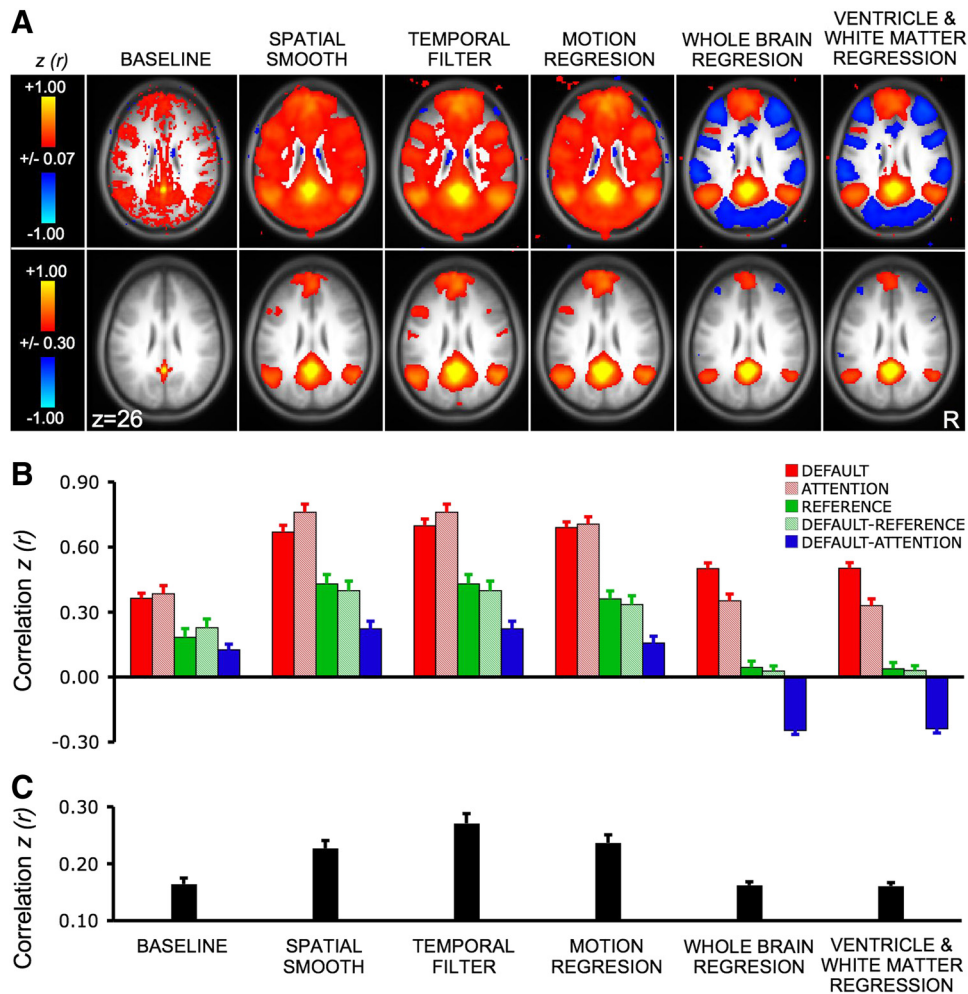 A
z (r)
BASELINE
SPATIAL
SMOOTH
TEMPORAL
FILTER
MOTION
REGRESION
WHOLE BRAIN
REGRESION
VENTRICLE &
WHITE MATTER
REGRESSION
+1.00
+/- 0.07
-1.00
+1.00
+/- 0.30
-1.00
z=26
R
B
Correlation z (r)
0.90
0.60
0.30
0.00
-0.30
DEFAULT
ATTENTION
REFERENCE
DEFAULT-REFERENCE
DEFAULT-ATTENTION
C
Correlation z (r)
0.30
0.20
0.10
BASELINE
SPATIAL
SMOOTH
TEMPORAL
FILTER
MOTION
REGRESION
WHOLE BRAIN
REGRESION
VENTRICLE &
WHITE MATTER
REGRESSION